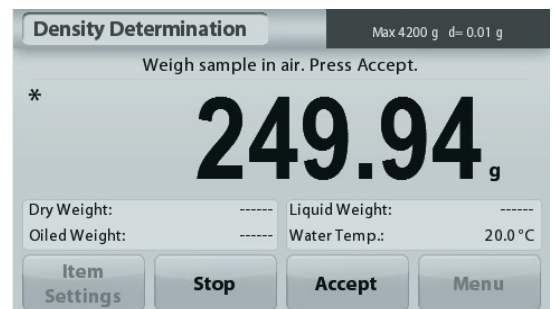 Density Determination
Max 4200 g d= 0.01 g
Weigh sample in air. Press Accept.
*
249.94 g
Dry Weight: ------ Liquid Weight: ------
Oiled Weight: ------ Water Temp.: 20.0 °C
Item
Settings
Stop
Accept
Menu